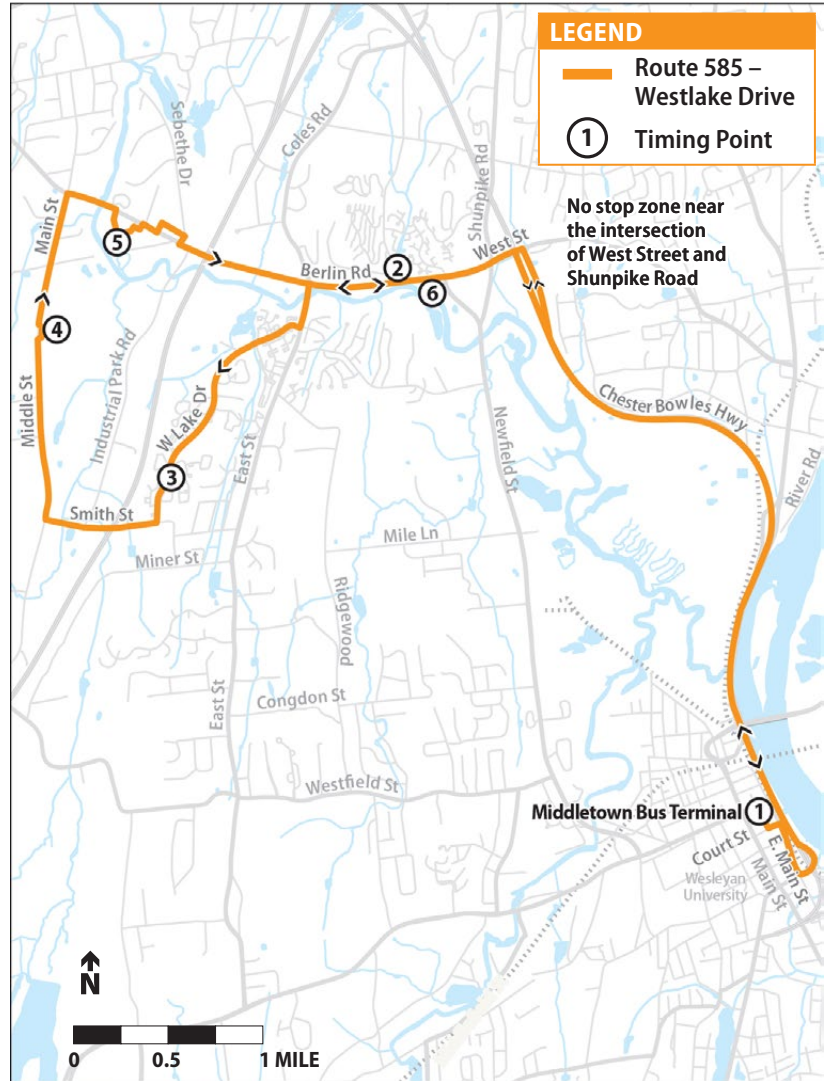 LEGEND
Route 585 –
Westlake Drive
1 Timing Point
No stop zone near
the intersection
of West Street and
Shunpike Road
Sebethe Dr
Coles Rd
Shunpike Rd
Main St
West St
5
Berlin Rd
2
6
4
Industrial Park Rd
Middle St
W Lake Dr
East St
Newfield St
Chester Bowles Hwy
River Rd
3
Smith St
Miner St
Mile Ln
Ridgewood
East St
Congdon St
Westfield St
Middletown Bus Terminal 1
Court St
E. Main St
Main St
Wesleyan
University
N
0 0.5 1 MILE